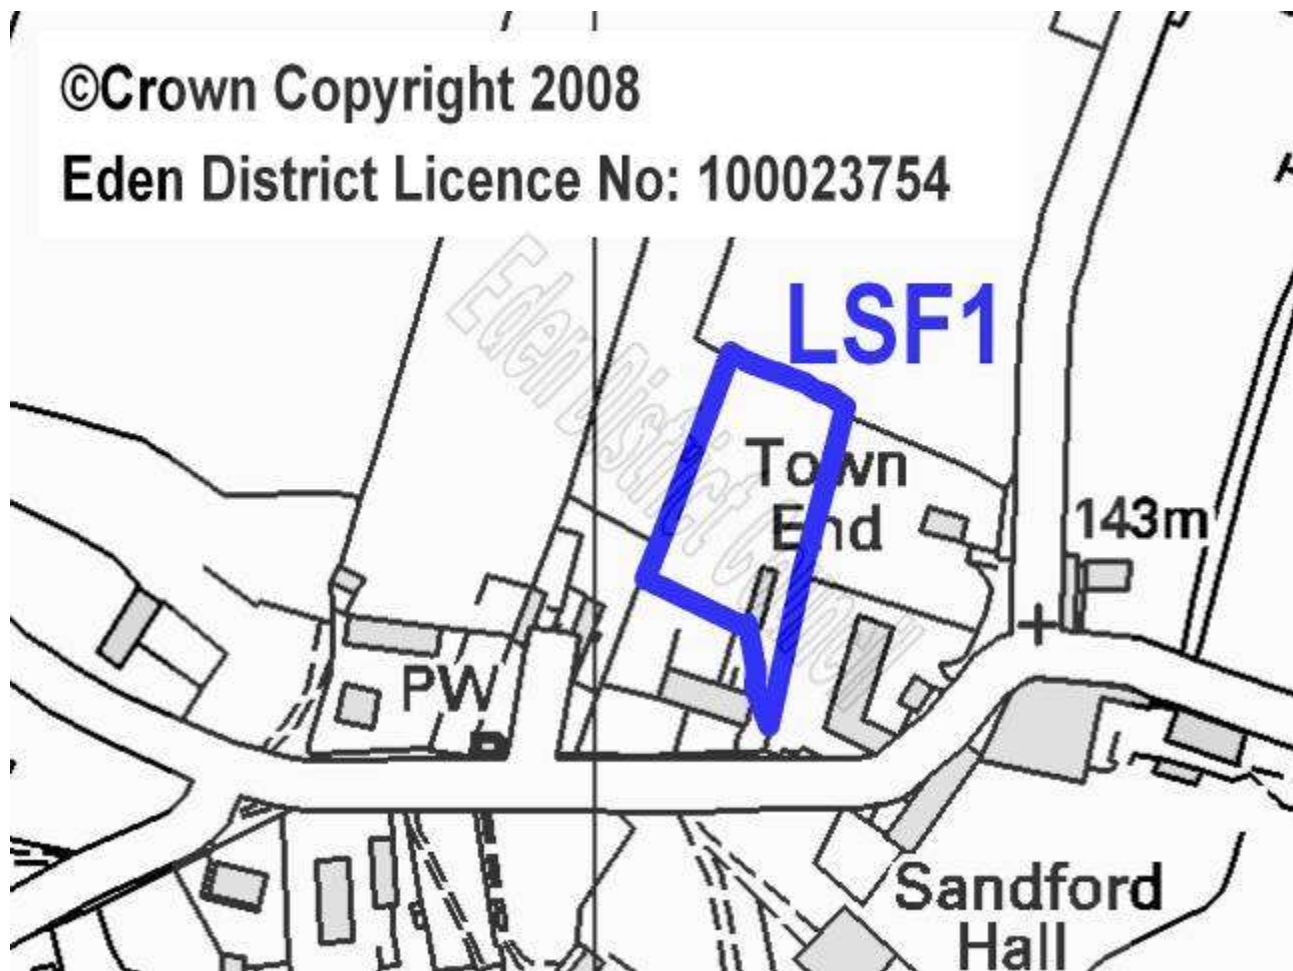 ©Crown Copyright 2008
Eden District Licence No: 100023754
LSF1
Eden District Council
Town
End
143m
PW
Sandford
Hall